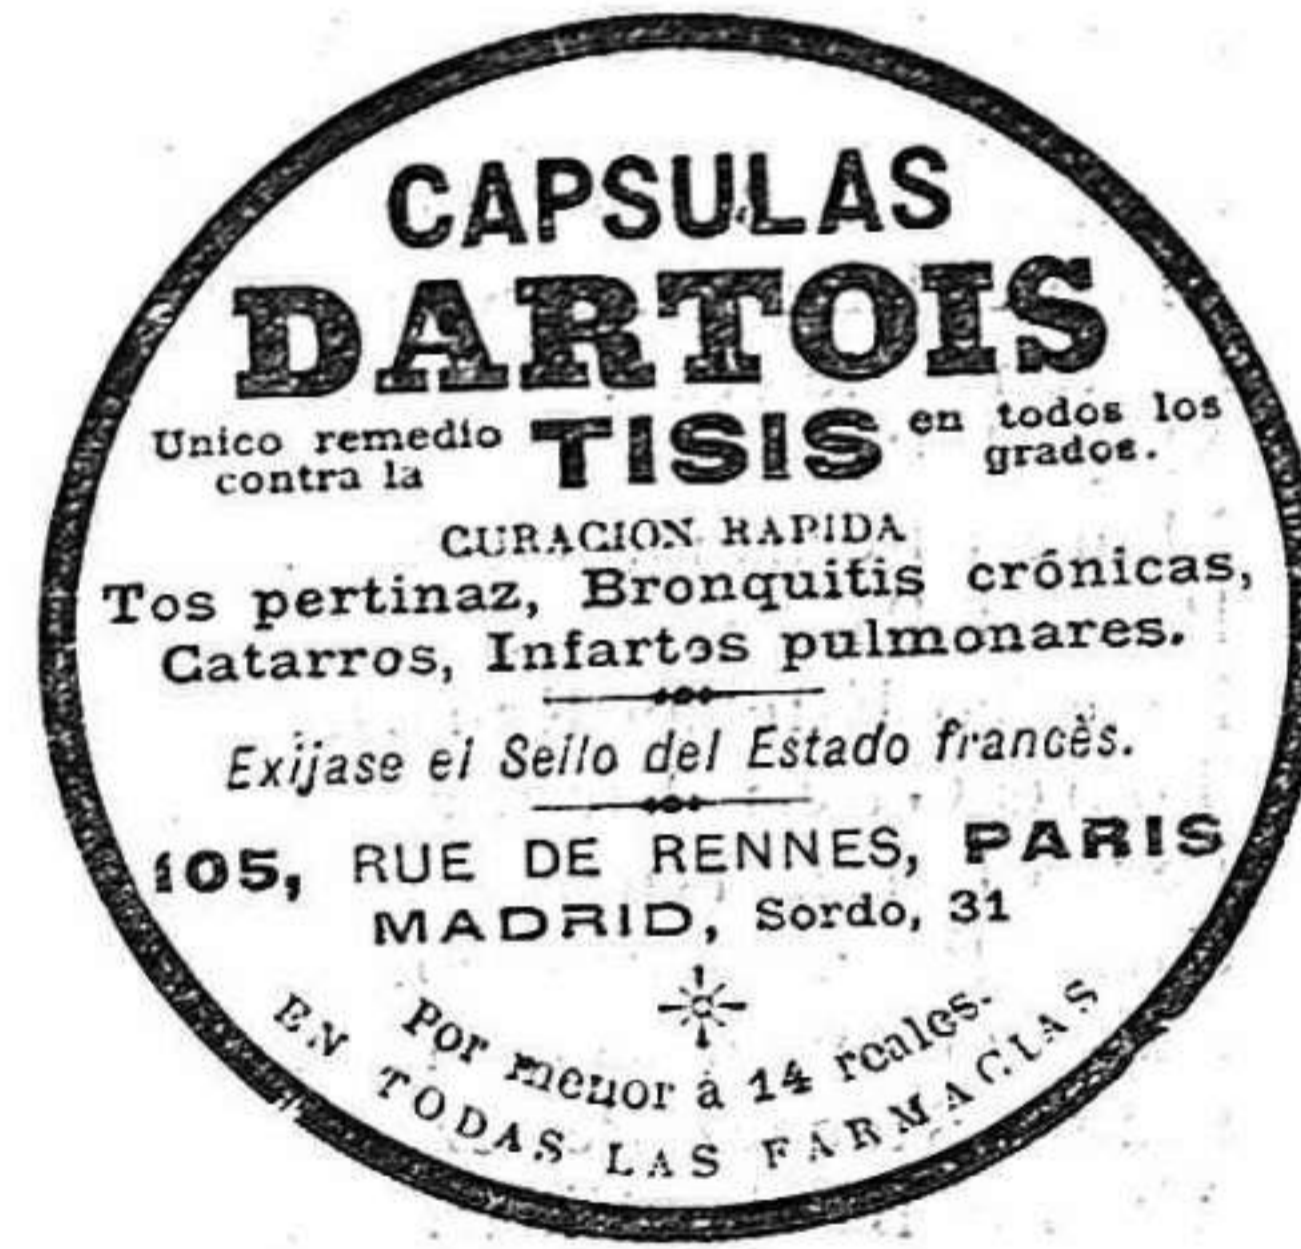 CAPSULAS
DARTOIS
Unico remedio contra la TISIS en todos los grados.
CURACION RAPIDA
Tos pertinaz, Bronquitis crónicas,
Catarros, Infartos pulmonares.
Exijase el Sello del Estado francès.
105, RUE DE RENNES, PARIS
MADRID, Sordo, 31
Por menor à 14 reales.
EN TODAS LAS FARMACIAS